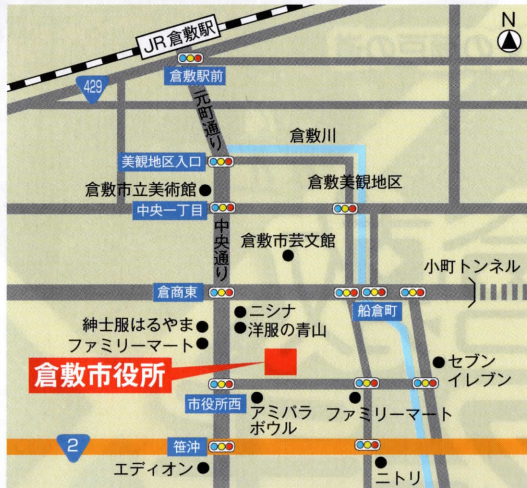 N
JR倉敷駅
429
倉敷駅前
元町通り
倉敷川
美観地区入口
倉敷市立美術館
倉敷美観地区
中央一丁目
中央通り
倉敷市芸文館
小町トンネル
倉商東
船倉町
ニシナ
洋服の青山
紳士服はるやま
ファミリーマート
倉敷市役所
セブン
イレブン
市役所西
アミパラ
ボウル
ファミリーマート
2
笹沖
エディオン
ニトリ